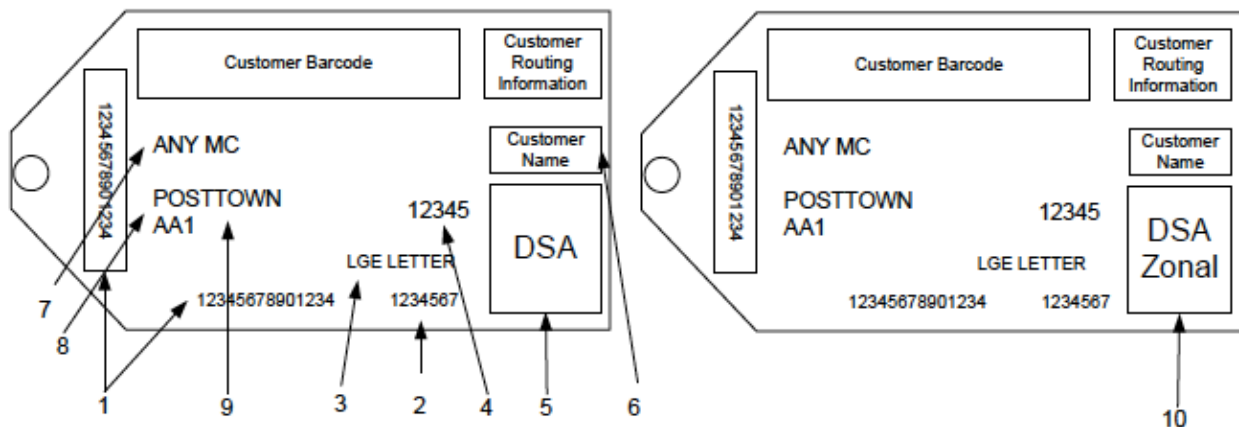 Customer Barcode
Customer
Routing
Information
12345678901234
ANY MC
Customer
Name
POSTTOWN
AA1
12345
DSA
LGE LETTER
12345678901234
1234567
7
8
1
9
3
2
4
5
6
Customer Barcode
Customer
Routing
Information
12345678901234
ANY MC
Customer
Name
POSTTOWN
AA1
12345
DSA
Zonal
LGE LETTER
12345678901234
1234567
10